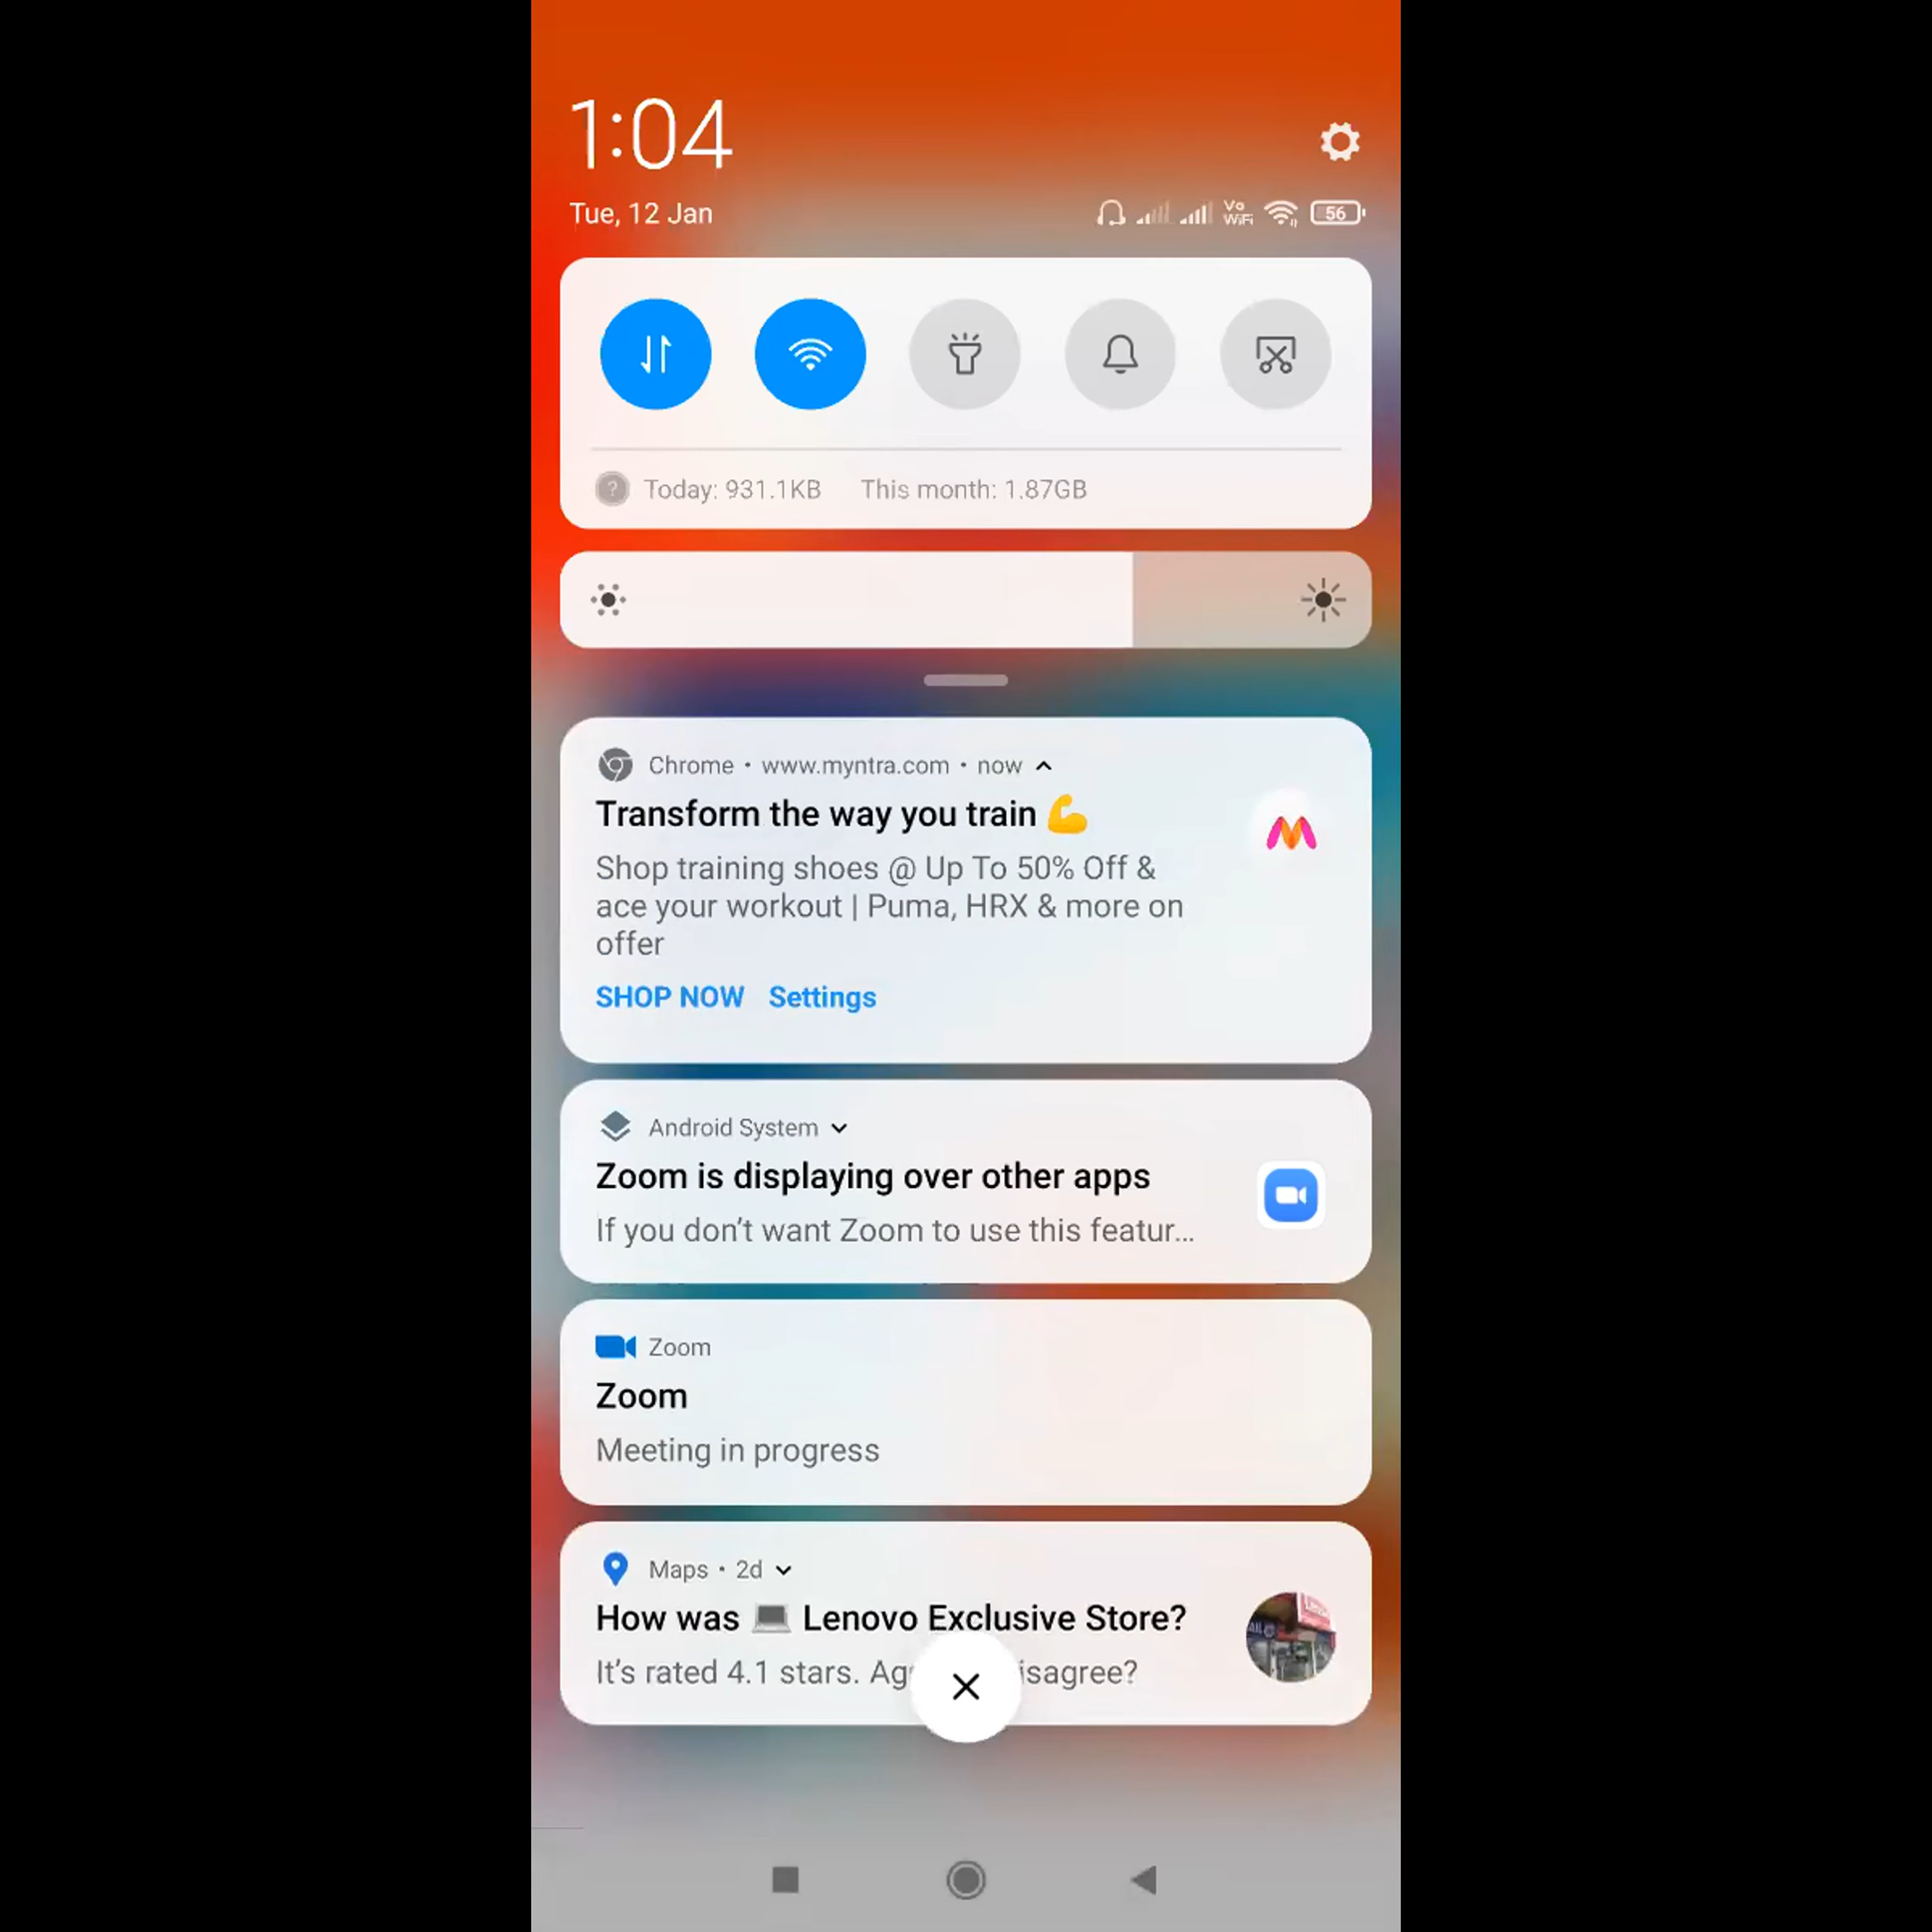 1:04
Tue, 12 Jan
Vo
WiFi
56
Today: 931.1KB This month: 1.87GB
Chrome • www.myntra.com • now
Transform the way you train 💪
Shop training shoes @ Up To 50% Off &
ace your workout | Puma, HRX & more on
offer
SHOP NOW Settings
Android System
Zoom is displaying over other apps
If you don’t want Zoom to use this featur...
Zoom
Zoom
Meeting in progress
Maps • 2d
How was 💻 Lenovo Exclusive Store?
It’s rated 4.1 stars. Ag isagree?